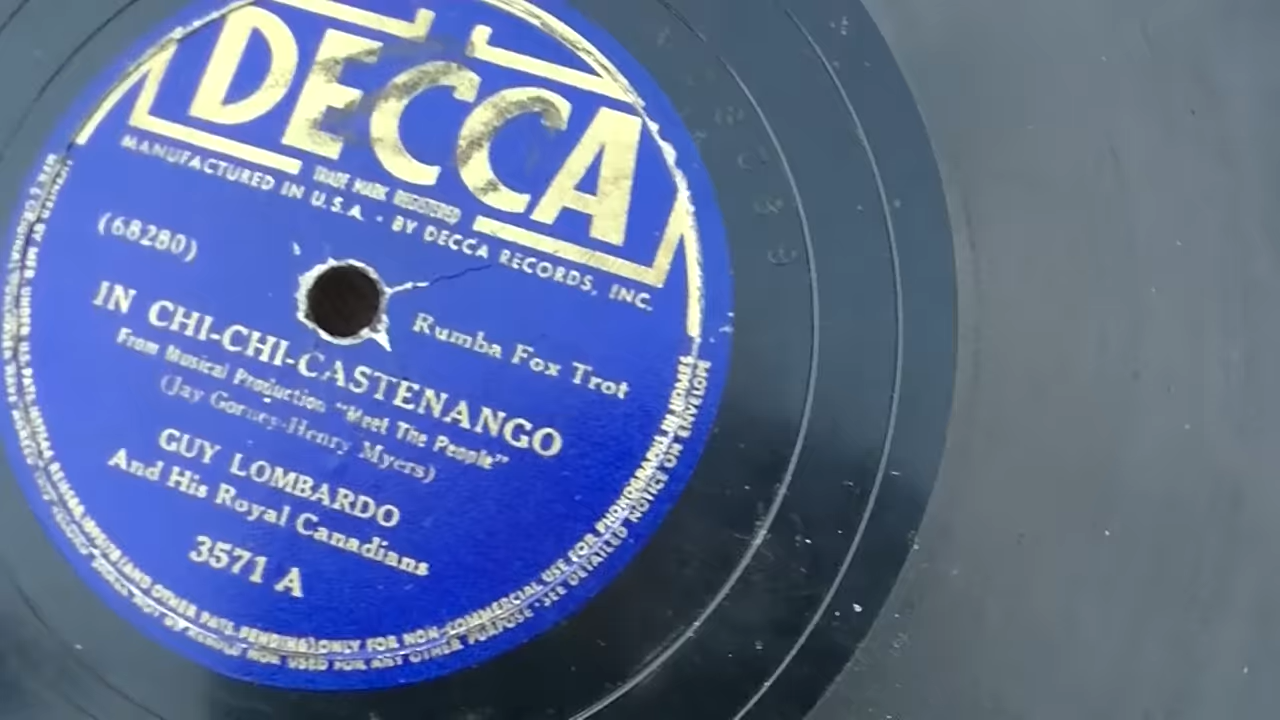 DECCA
TRADE MARK REGISTERED
MANUFACTURED IN U.S.A. - BY DECCA RECORDS, INC.
(68280)
Rumba Fox Trot
IN CHI-CHI-CASTENANGO
From Musical Production "Meet The People"
(Jay Gorney-Henry Myers)
GUY LOMBARDO
And His Royal Canadians
3571 A
(AND OTHER PATS. PENDING) ONLY FOR NON-COMMERCIAL USE FOR PHONOGRAPH IN HOMES
NOR USED FOR ANY OTHER PURPOSE - SEE DETAILED NOTICE ON ENVELOPE